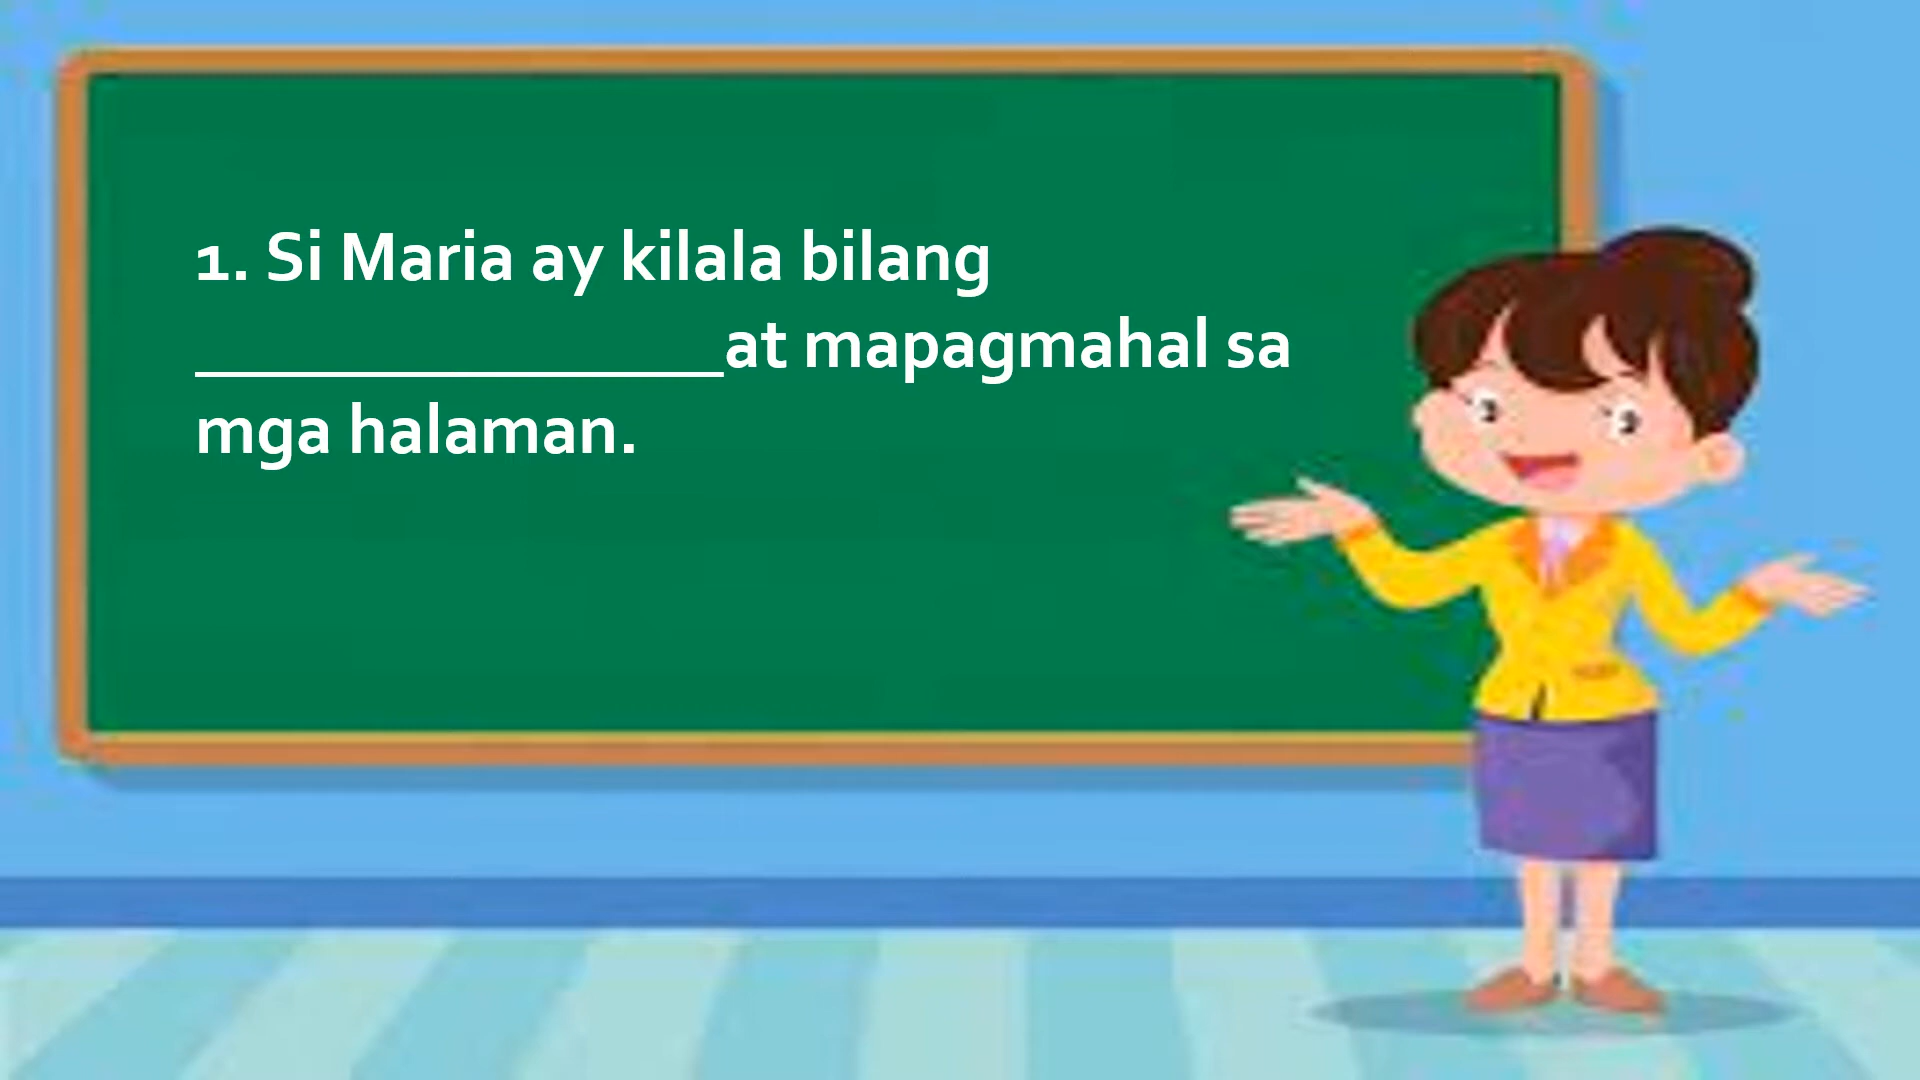 1. Si Maria ay kilala bilang
________________at mapagmahal sa
mga halaman.